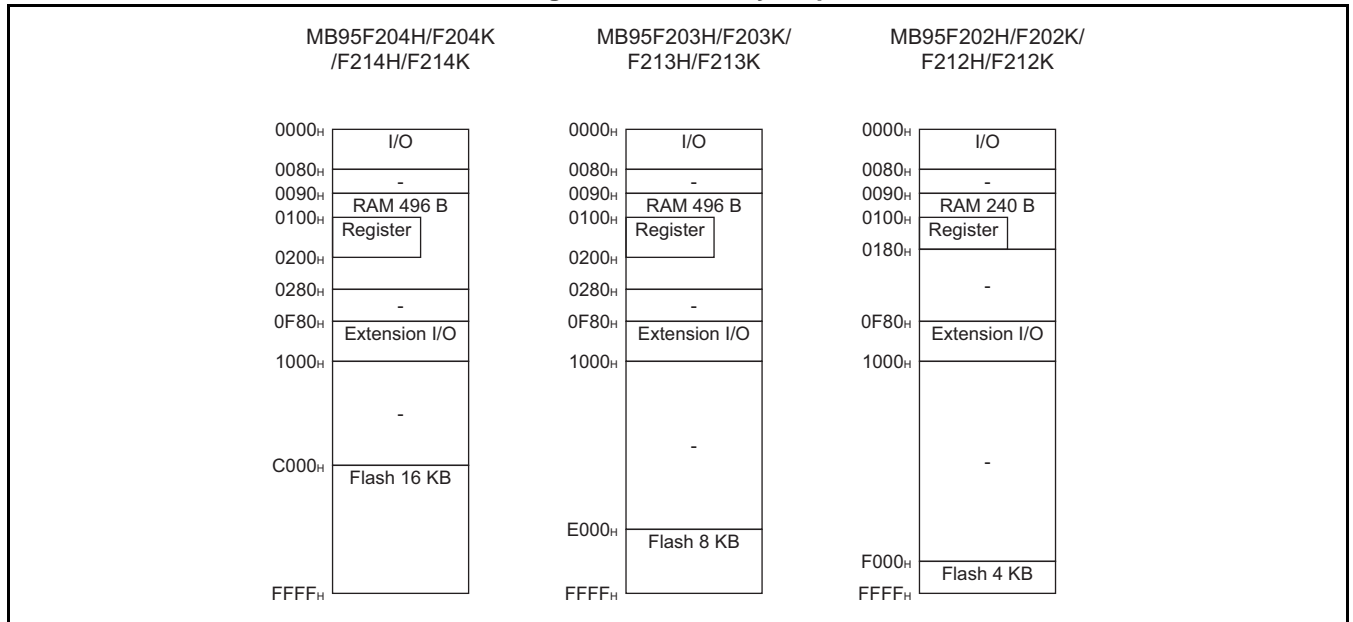 MB95F204H/F204K
/F214H/F214K
0000H
I/O
0080H
-
0090H
RAM 496 B
0100H
Register
0200H
0280H
-
0F80H
Extension I/O
1000H
-
C000H
Flash 16 KB
FFFFH
MB95F203H/F203K/
F213H/F213K
0000H
I/O
0080H
-
0090H
RAM 496 B
0100H
Register
0200H
0280H
-
0F80H
Extension I/O
1000H
-
E000H
Flash 8 KB
FFFFH
MB95F202H/F202K/
F212H/F212K
0000H
I/O
0080H
-
0090H
RAM 240 B
0100H
Register
0180H
-
0F80H
Extension I/O
1000H
-
F000H
Flash 4 KB
FFFFH